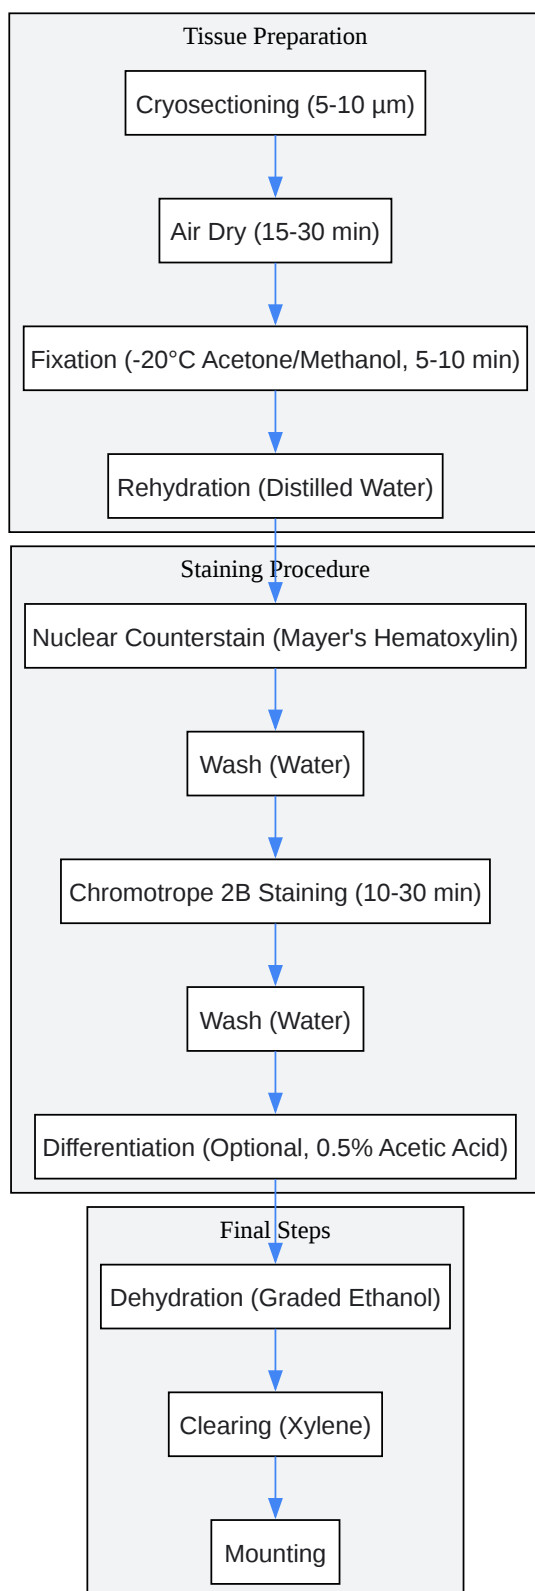 Tissue Preparation
Cryosectioning (5-10 µm)
Air Dry (15-30 min)
Fixation (-20°C Acetone/Methanol, 5-10 min)
Rehydration (Distilled Water)
Staining Procedure
Nuclear Counterstain (Mayer's Hematoxylin)
Wash (Water)
Chromotrope 2B Staining (10-30 min)
Wash (Water)
Differentiation (Optional, 0.5% Acetic Acid)
Final Steps
Dehydration (Graded Ethanol)
Clearing (Xylene)
Mounting